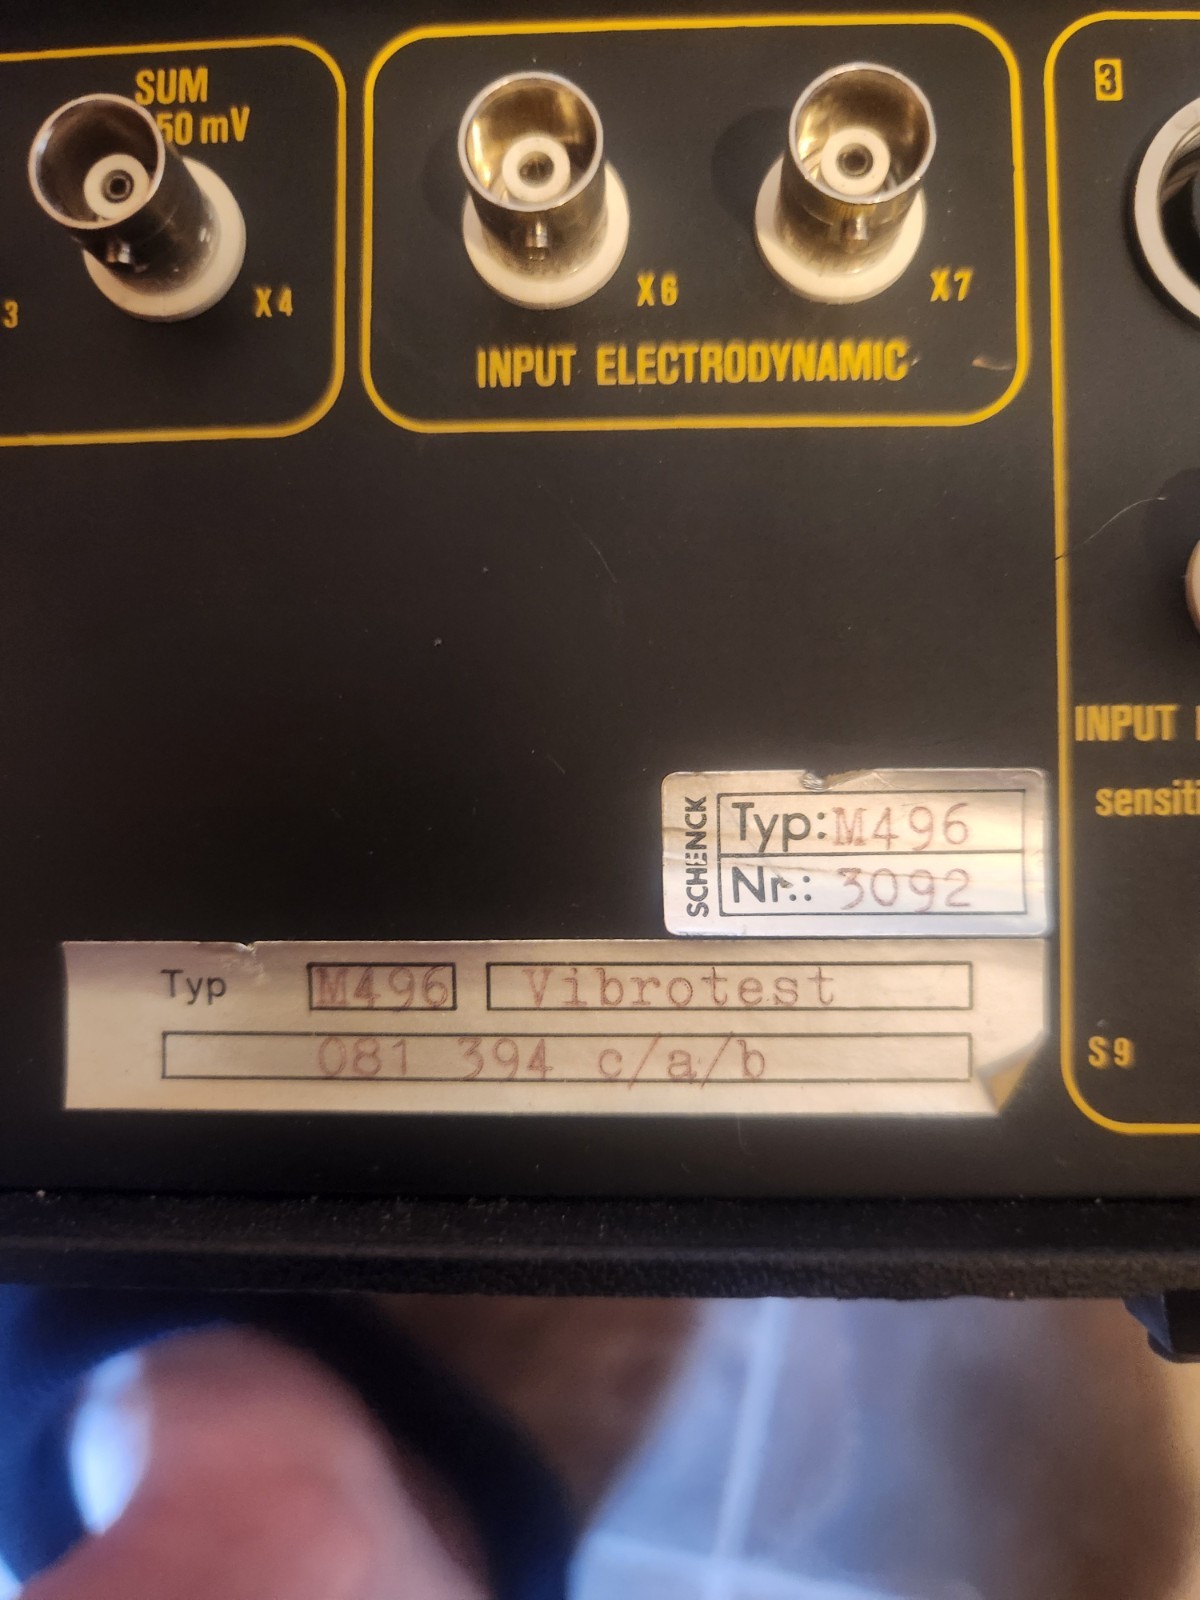 SUM
50 mV
3
X4
X6
X7
INPUT ELECTRODYNAMIC
3
INPUT
sensiti
S9
SCHENCK
Typ: M496
Nr.: 3092
Typ M496 Vibrotest
081 394 c/a/b